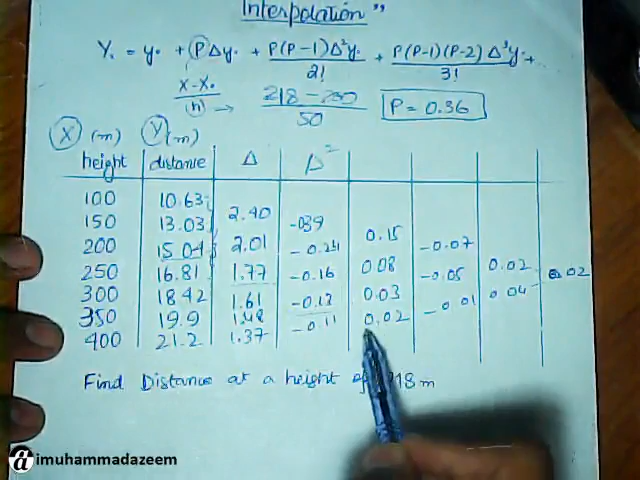 Interpolation"
Y. = y. + P Δy. + P(P-1)Δ²y. / 2! + P(P-1)(P-2) Δ³y. / 3! +
X-X. / (h) → 218-200 / 50 P = 0.36
X (m) Y (m)
height distance Δ Δ²
100 10.63
2.40
150 13.03 -039
2.01 0.15
200 15.04 -0.24 -0.07
1.77 0.08 0.02
250 16.81 -0.16 -0.05 0.02
1.61 0.03 0.04
300 18.42 -0.13 -0.01
1.48 0.02
350 19.9 -0.11
1.37
400 21.2
Find Distance at a height of 218m
imuhammadazeem